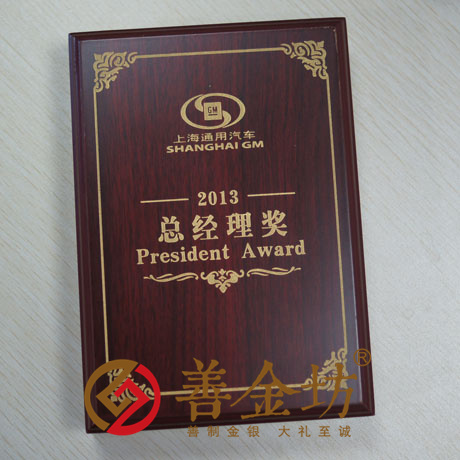 GM
上海通用汽车
SHANGHAI GM
2013
总经理奖
President Award
善金坊®
善制金银 大礼至诚